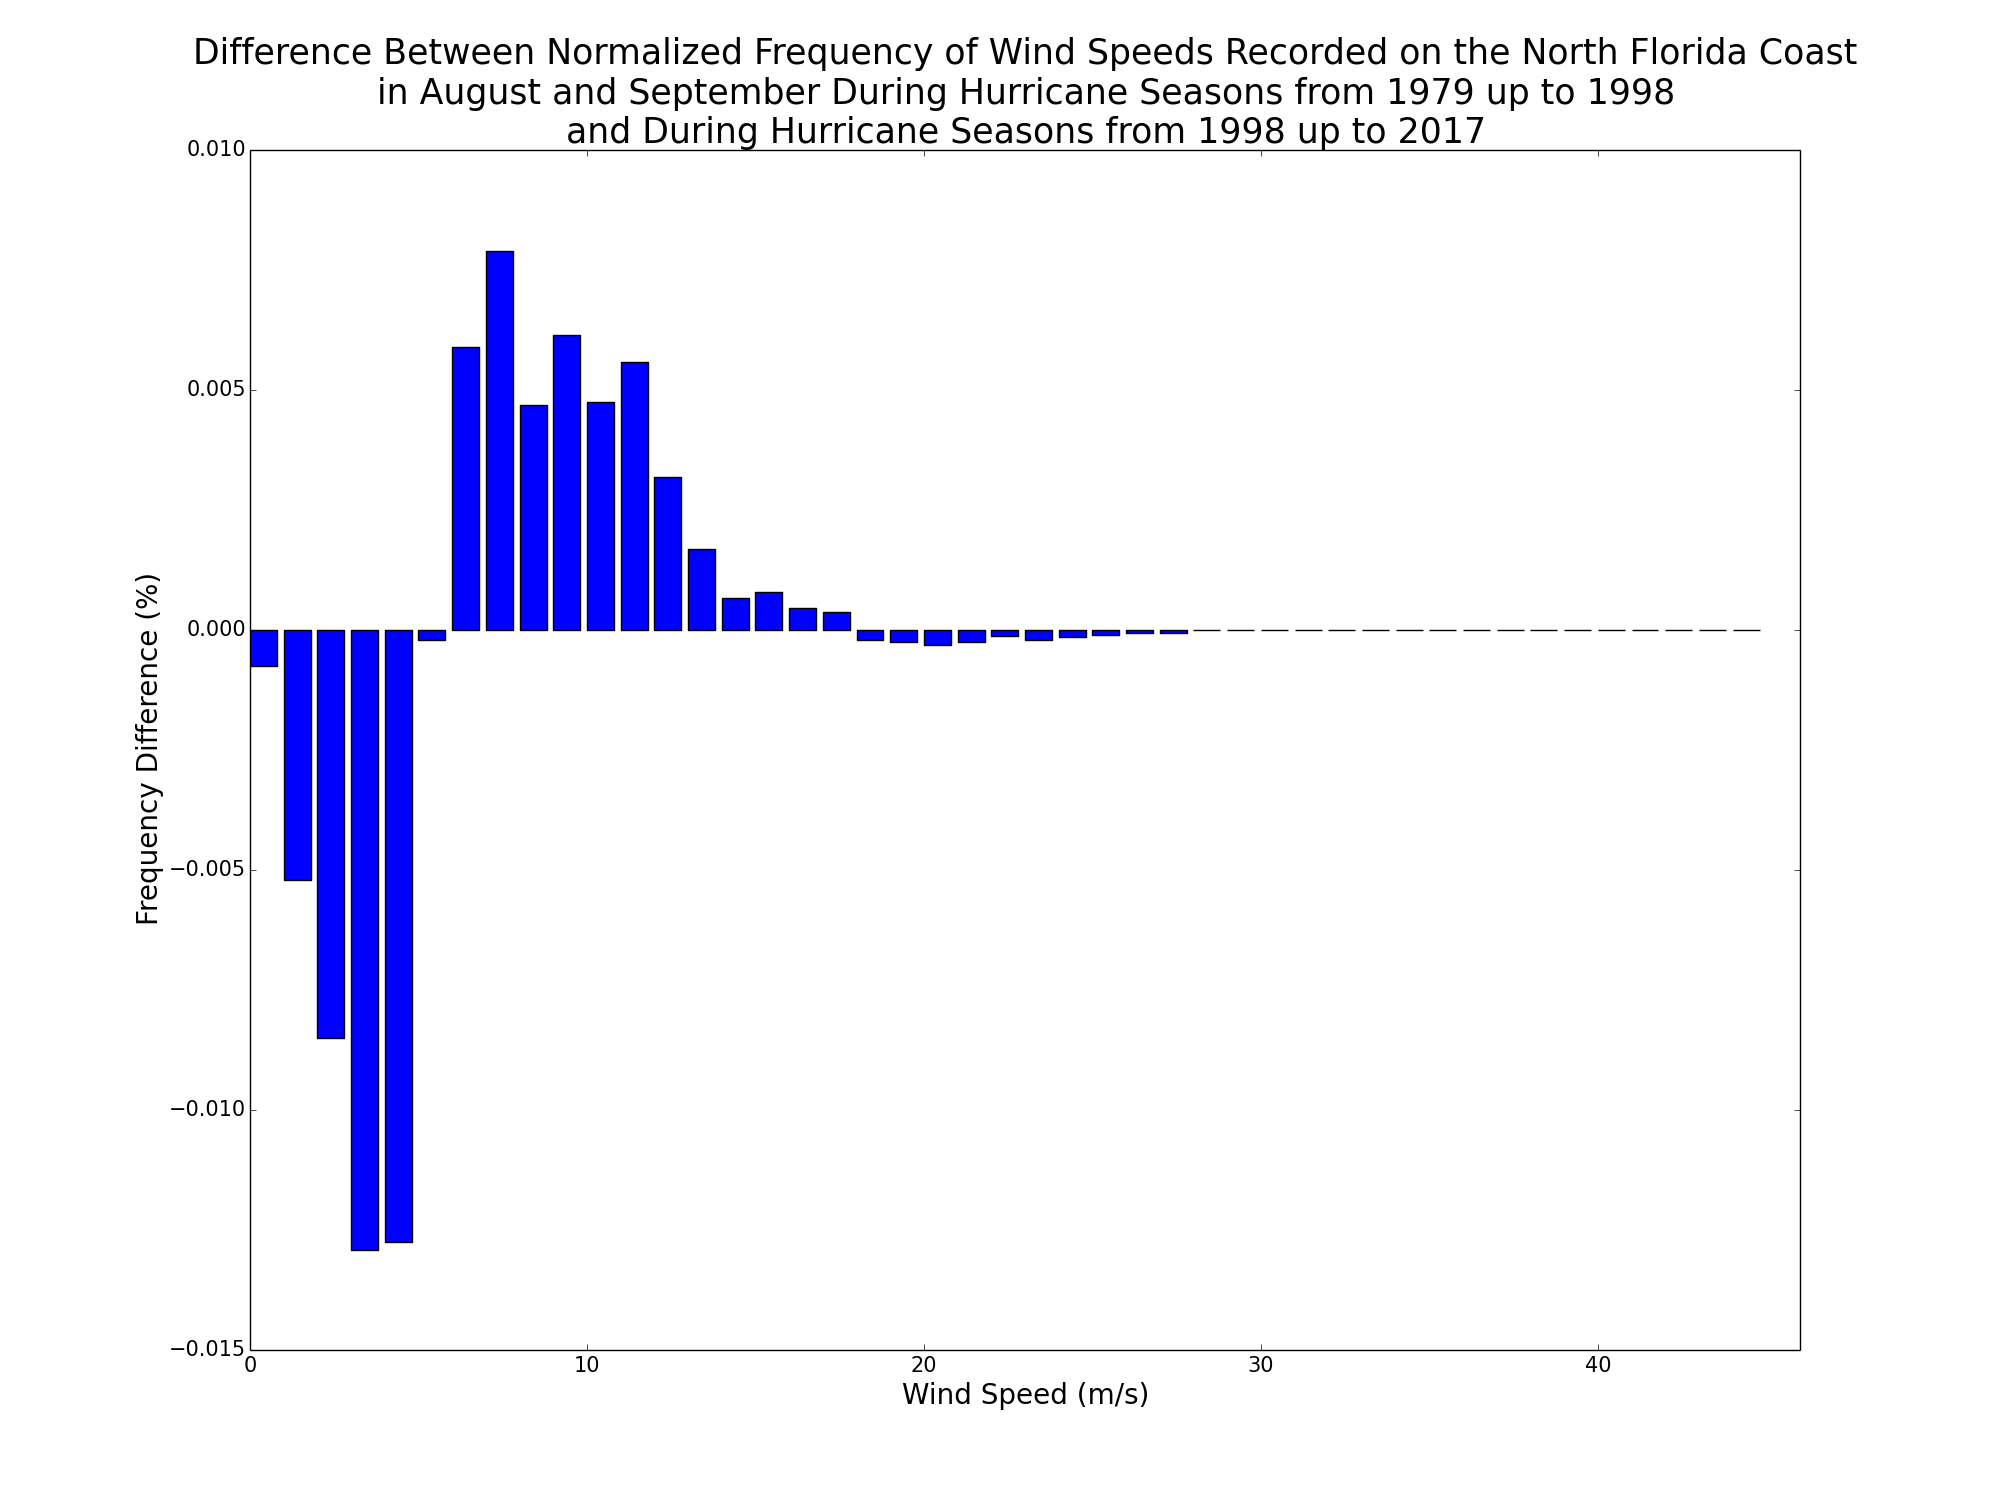 Difference Between Normalized Frequency of Wind Speeds Recorded on the North Florida Coast
in August and September During Hurricane Seasons from 1979 up to 1998
and During Hurricane Seasons from 1998 up to 2017
0.010
0.005
0.000
−0.005
−0.010
−0.015
Frequency Difference (%)
0 10 20 30 40
Wind Speed (m/s)